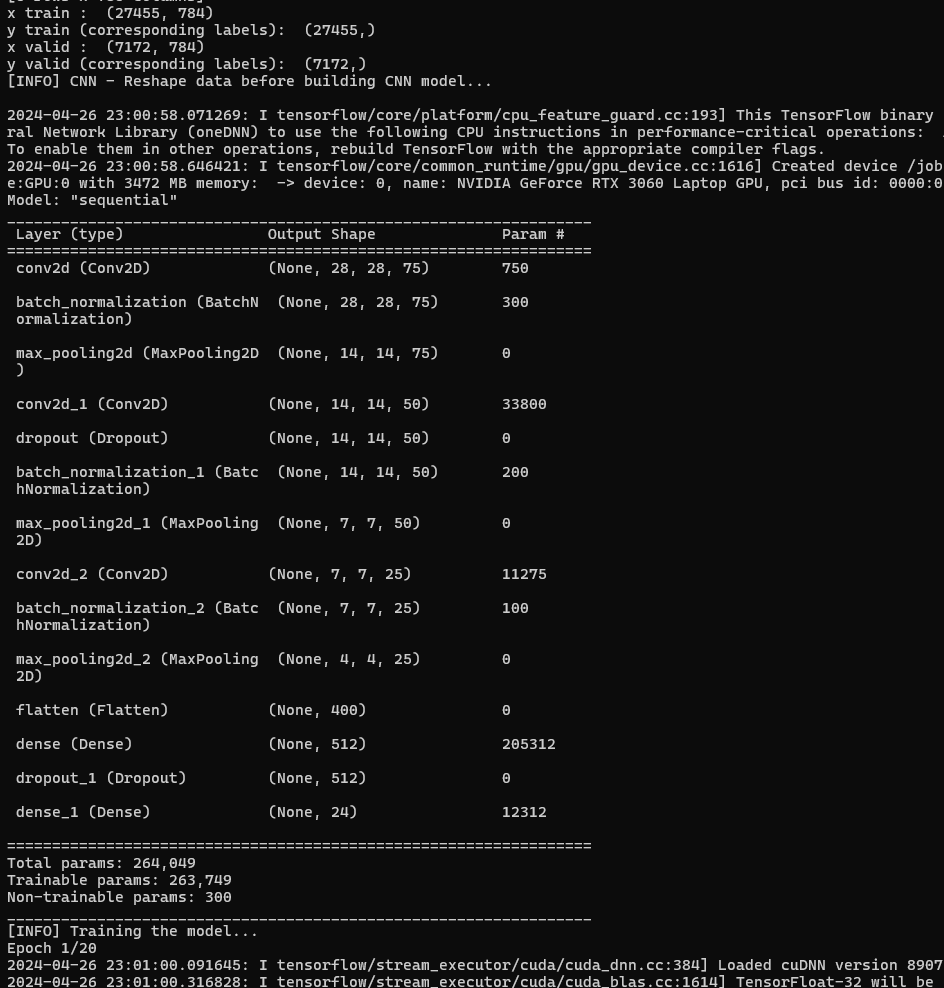 x train :  (27455, 784)
y train (corresponding labels):  (27455,)
x valid :  (7172, 784)
y valid (corresponding labels):  (7172,)
[INFO] CNN - Reshape data before building CNN model...
2024-04-26 23:00:58.071269: I tensorflow/core/platform/cpu_feature_guard.cc:193] This TensorFlow binary
ral Network Library (oneDNN) to use the following CPU instructions in performance-critical operations:
To enable them in other operations, rebuild TensorFlow with the appropriate compiler flags.
2024-04-26 23:00:58.646421: I tensorflow/core/common_runtime/gpu/gpu_device.cc:1616] Created device /job
e:GPU:0 with 3472 MB memory:  -> device: 0, name: NVIDIA GeForce RTX 3060 Laptop GPU, pci bus id: 0000:0
Model: "sequential"
_________________________________________________________________
 Layer (type)                Output Shape              Param #
=================================================================
 conv2d (Conv2D)             (None, 28, 28, 75)        750
 batch_normalization (BatchN  (None, 28, 28, 75)       300
 ormalization)
 max_pooling2d (MaxPooling2D  (None, 14, 14, 75)       0
 )
 conv2d_1 (Conv2D)           (None, 14, 14, 50)        33800
 dropout (Dropout)           (None, 14, 14, 50)        0
 batch_normalization_1 (Batc  (None, 14, 14, 50)       200
 hNormalization)
 max_pooling2d_1 (MaxPooling  (None, 7, 7, 50)         0
 2D)
 conv2d_2 (Conv2D)           (None, 7, 7, 25)          11275
 batch_normalization_2 (Batc  (None, 7, 7, 25)         100
 hNormalization)
 max_pooling2d_2 (MaxPooling  (None, 4, 4, 25)         0
 2D)
 flatten (Flatten)           (None, 400)               0
 dense (Dense)               (None, 512)               205312
 dropout_1 (Dropout)         (None, 512)               0
 dense_1 (Dense)             (None, 24)                12312
=================================================================
Total params: 264,049
Trainable params: 263,749
Non-trainable params: 300
_________________________________________________________________
[INFO] Training the model...
Epoch 1/20
2024-04-26 23:01:00.091645: I tensorflow/stream_executor/cuda/cuda_dnn.cc:384] Loaded cuDNN version 8907
2024-04-26 23:01:00.316828: I tensorflow/stream_executor/cuda/cuda_blas.cc:1614] TensorFloat-32 will be